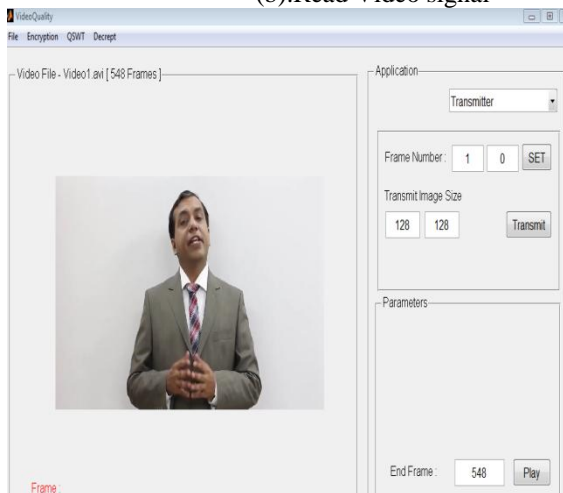 (b).Read Video signal
VideoQuality
File Encryption QSWT Decrept
Video File - Video1.avi [ 548 Frames ]
Application
Transmitter
Frame Number : 1 0 SET
Transmit Image Size
128 128 Transmit
Parameters
End Frame : 548 Play
Frame :